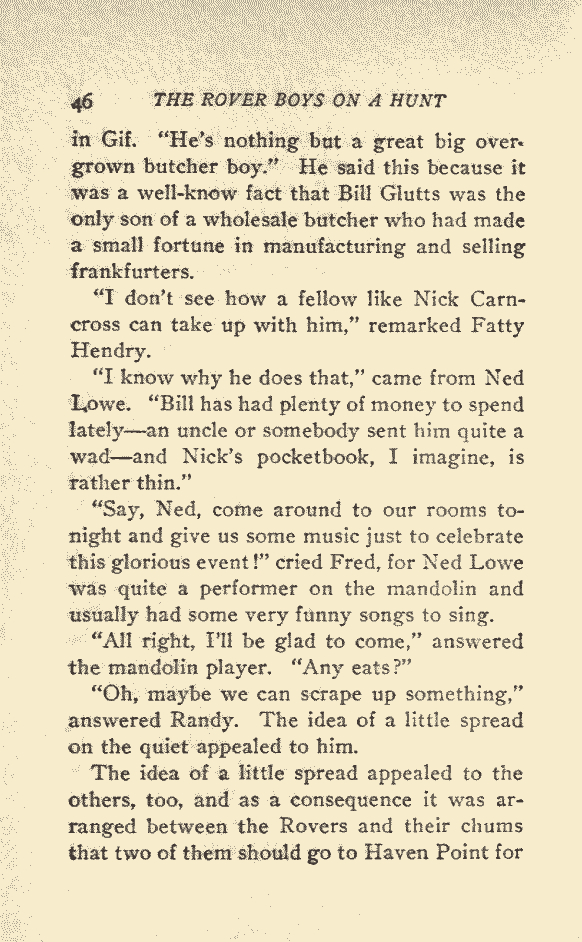 46 THE ROVER BOYS ON A HUNT
in Gif. “He’s nothing but a great big over-
grown butcher boy.” He said this because it
was a well-know fact that Bill Glutts was the
only son of a wholesale butcher who had made
a small fortune in manufacturing and selling
frankfurters.
“I don’t see how a fellow like Nick Carn-
cross can take up with him,” remarked Fatty
Hendry.
“I know why he does that,” came from Ned
Lowe. “Bill has had plenty of money to spend
lately—an uncle or somebody sent him quite a
wad—and Nick’s pocketbook, I imagine, is
rather thin.”
“Say, Ned, come around to our rooms to-
night and give us some music just to celebrate
this glorious event!” cried Fred, for Ned Lowe
was quite a performer on the mandolin and
usually had some very funny songs to sing.
“All right, I’ll be glad to come,” answered
the mandolin player. “Any eats?”
“Oh, maybe we can scrape up something,”
answered Randy. The idea of a little spread
on the quiet appealed to him.
The idea of a little spread appealed to the
others, too, and as a consequence it was ar-
ranged between the Rovers and their chums
that two of them should go to Haven Point for